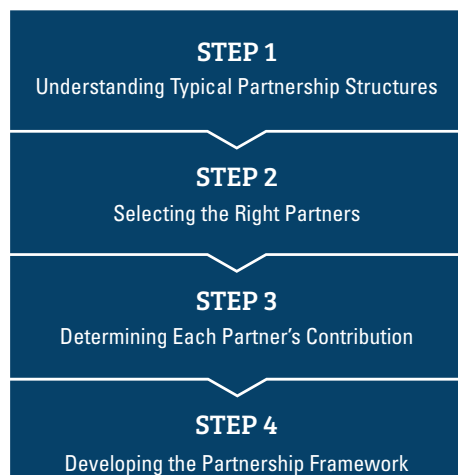 STEP 1
Understanding Typical Partnership Structures
STEP 2
Selecting the Right Partners
STEP 3
Determining Each Partner’s Contribution
STEP 4
Developing the Partnership Framework